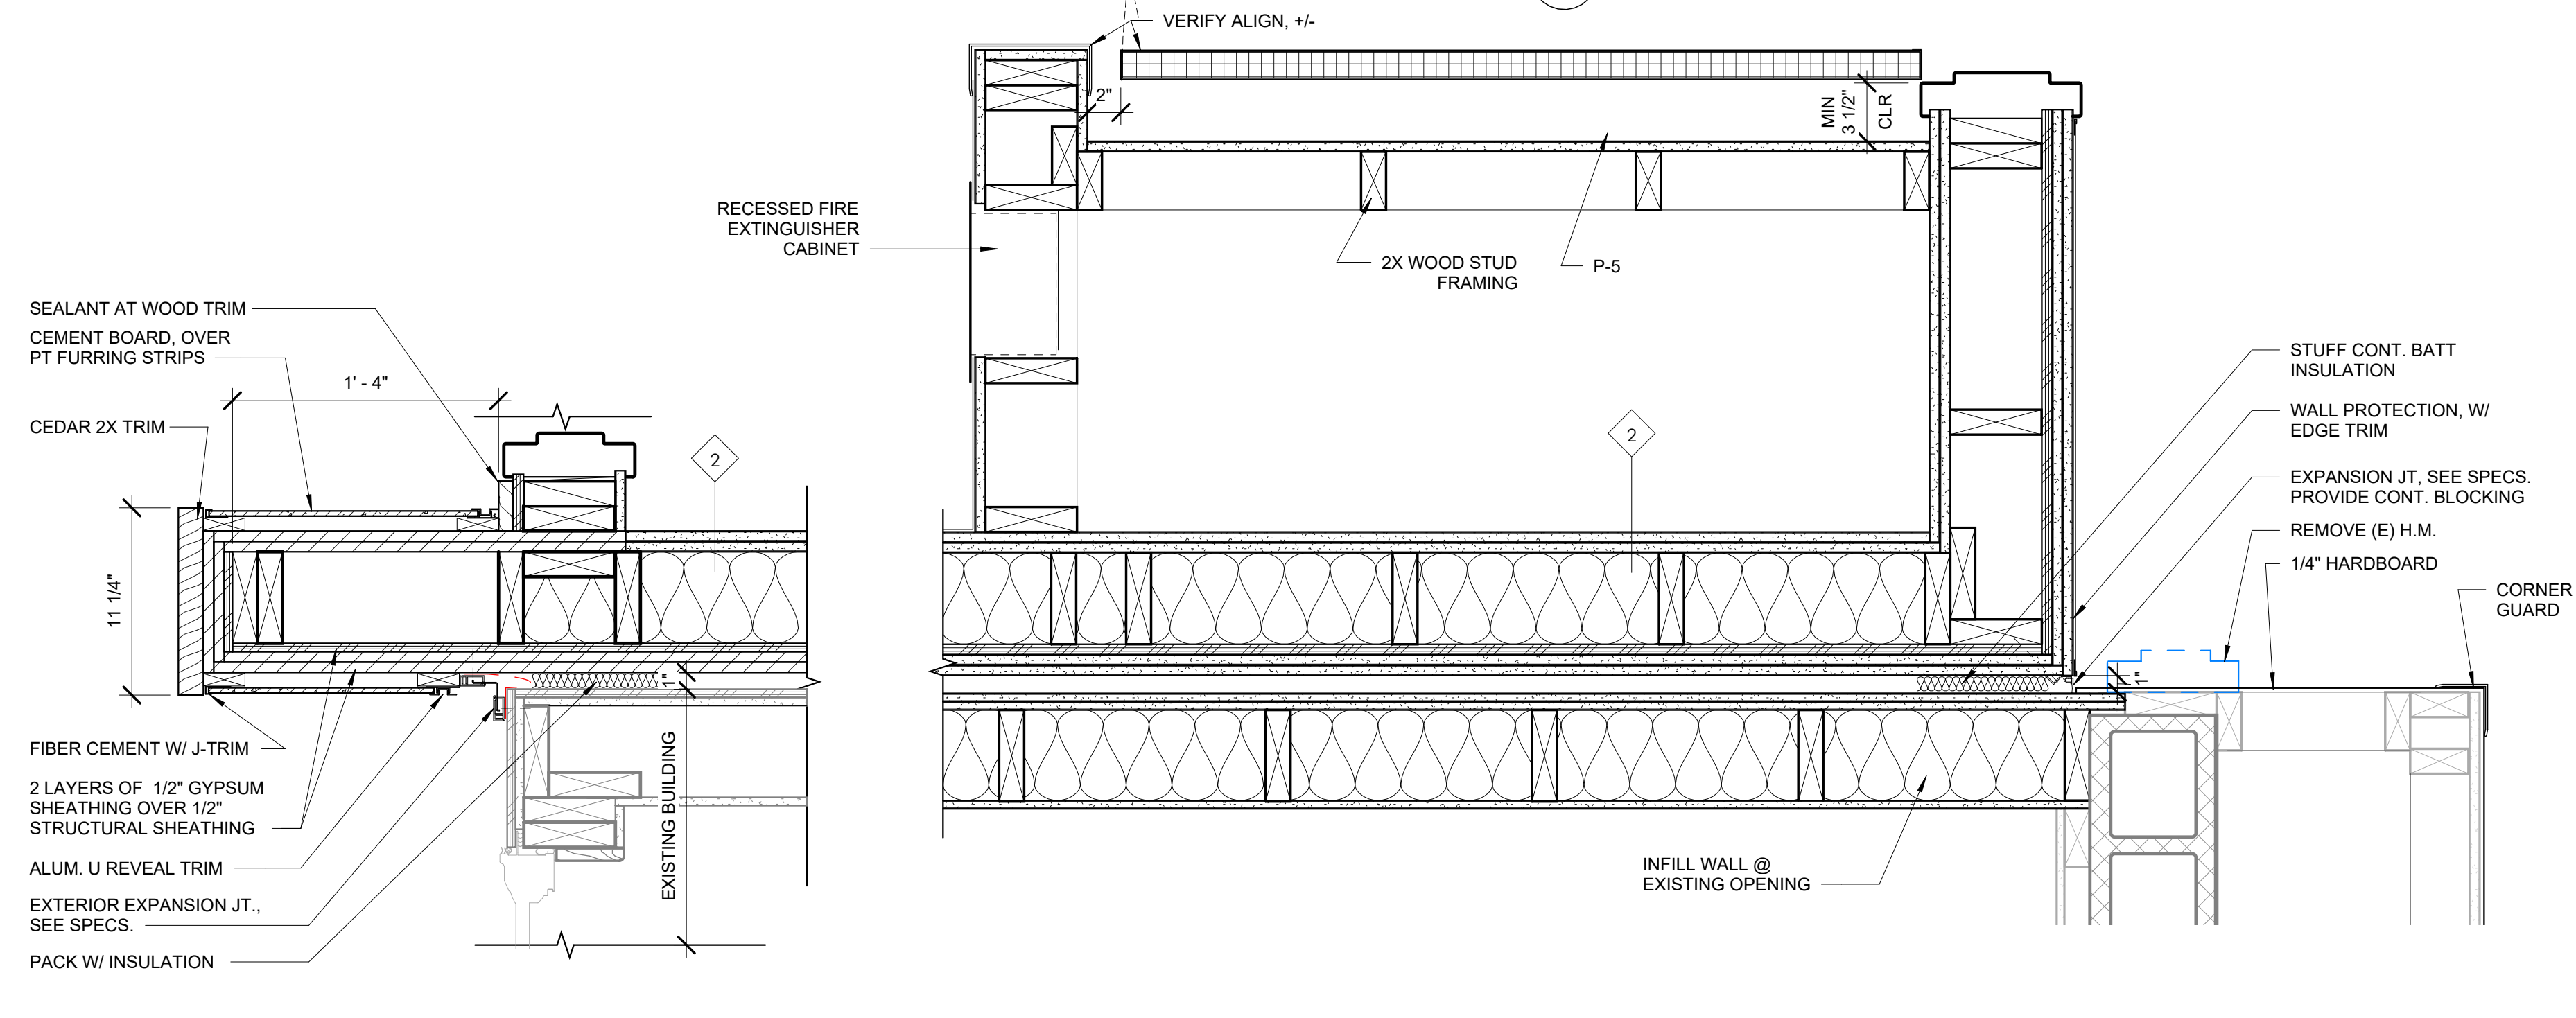 VERIFY ALIGN, +/-
2"
MIN
3 1/2"
CLR
RECESSED FIRE
EXTINGUISHER
CABINET
2X WOOD STUD
FRAMING
P-5
SEALANT AT WOOD TRIM
CEMENT BOARD, OVER
PT FURRING STRIPS
1' - 4"
CEDAR 2X TRIM
2
2
11 1/4"
STUFF CONT. BATT
INSULATION
WALL PROTECTION, W/
EDGE TRIM
EXPANSION JT, SEE SPECS.
PROVIDE CONT. BLOCKING
REMOVE (E) H.M.
1/4" HARDBOARD
CORNER
GUARD
1"
1"
FIBER CEMENT W/ J-TRIM
2 LAYERS OF 1/2" GYPSUM
SHEATHING OVER 1/2"
STRUCTURAL SHEATHING
ALUM. U REVEAL TRIM
EXTERIOR EXPANSION JT.,
SEE SPECS.
PACK W/ INSULATION
EXISTING BUILDING
INFILL WALL @
EXISTING OPENING